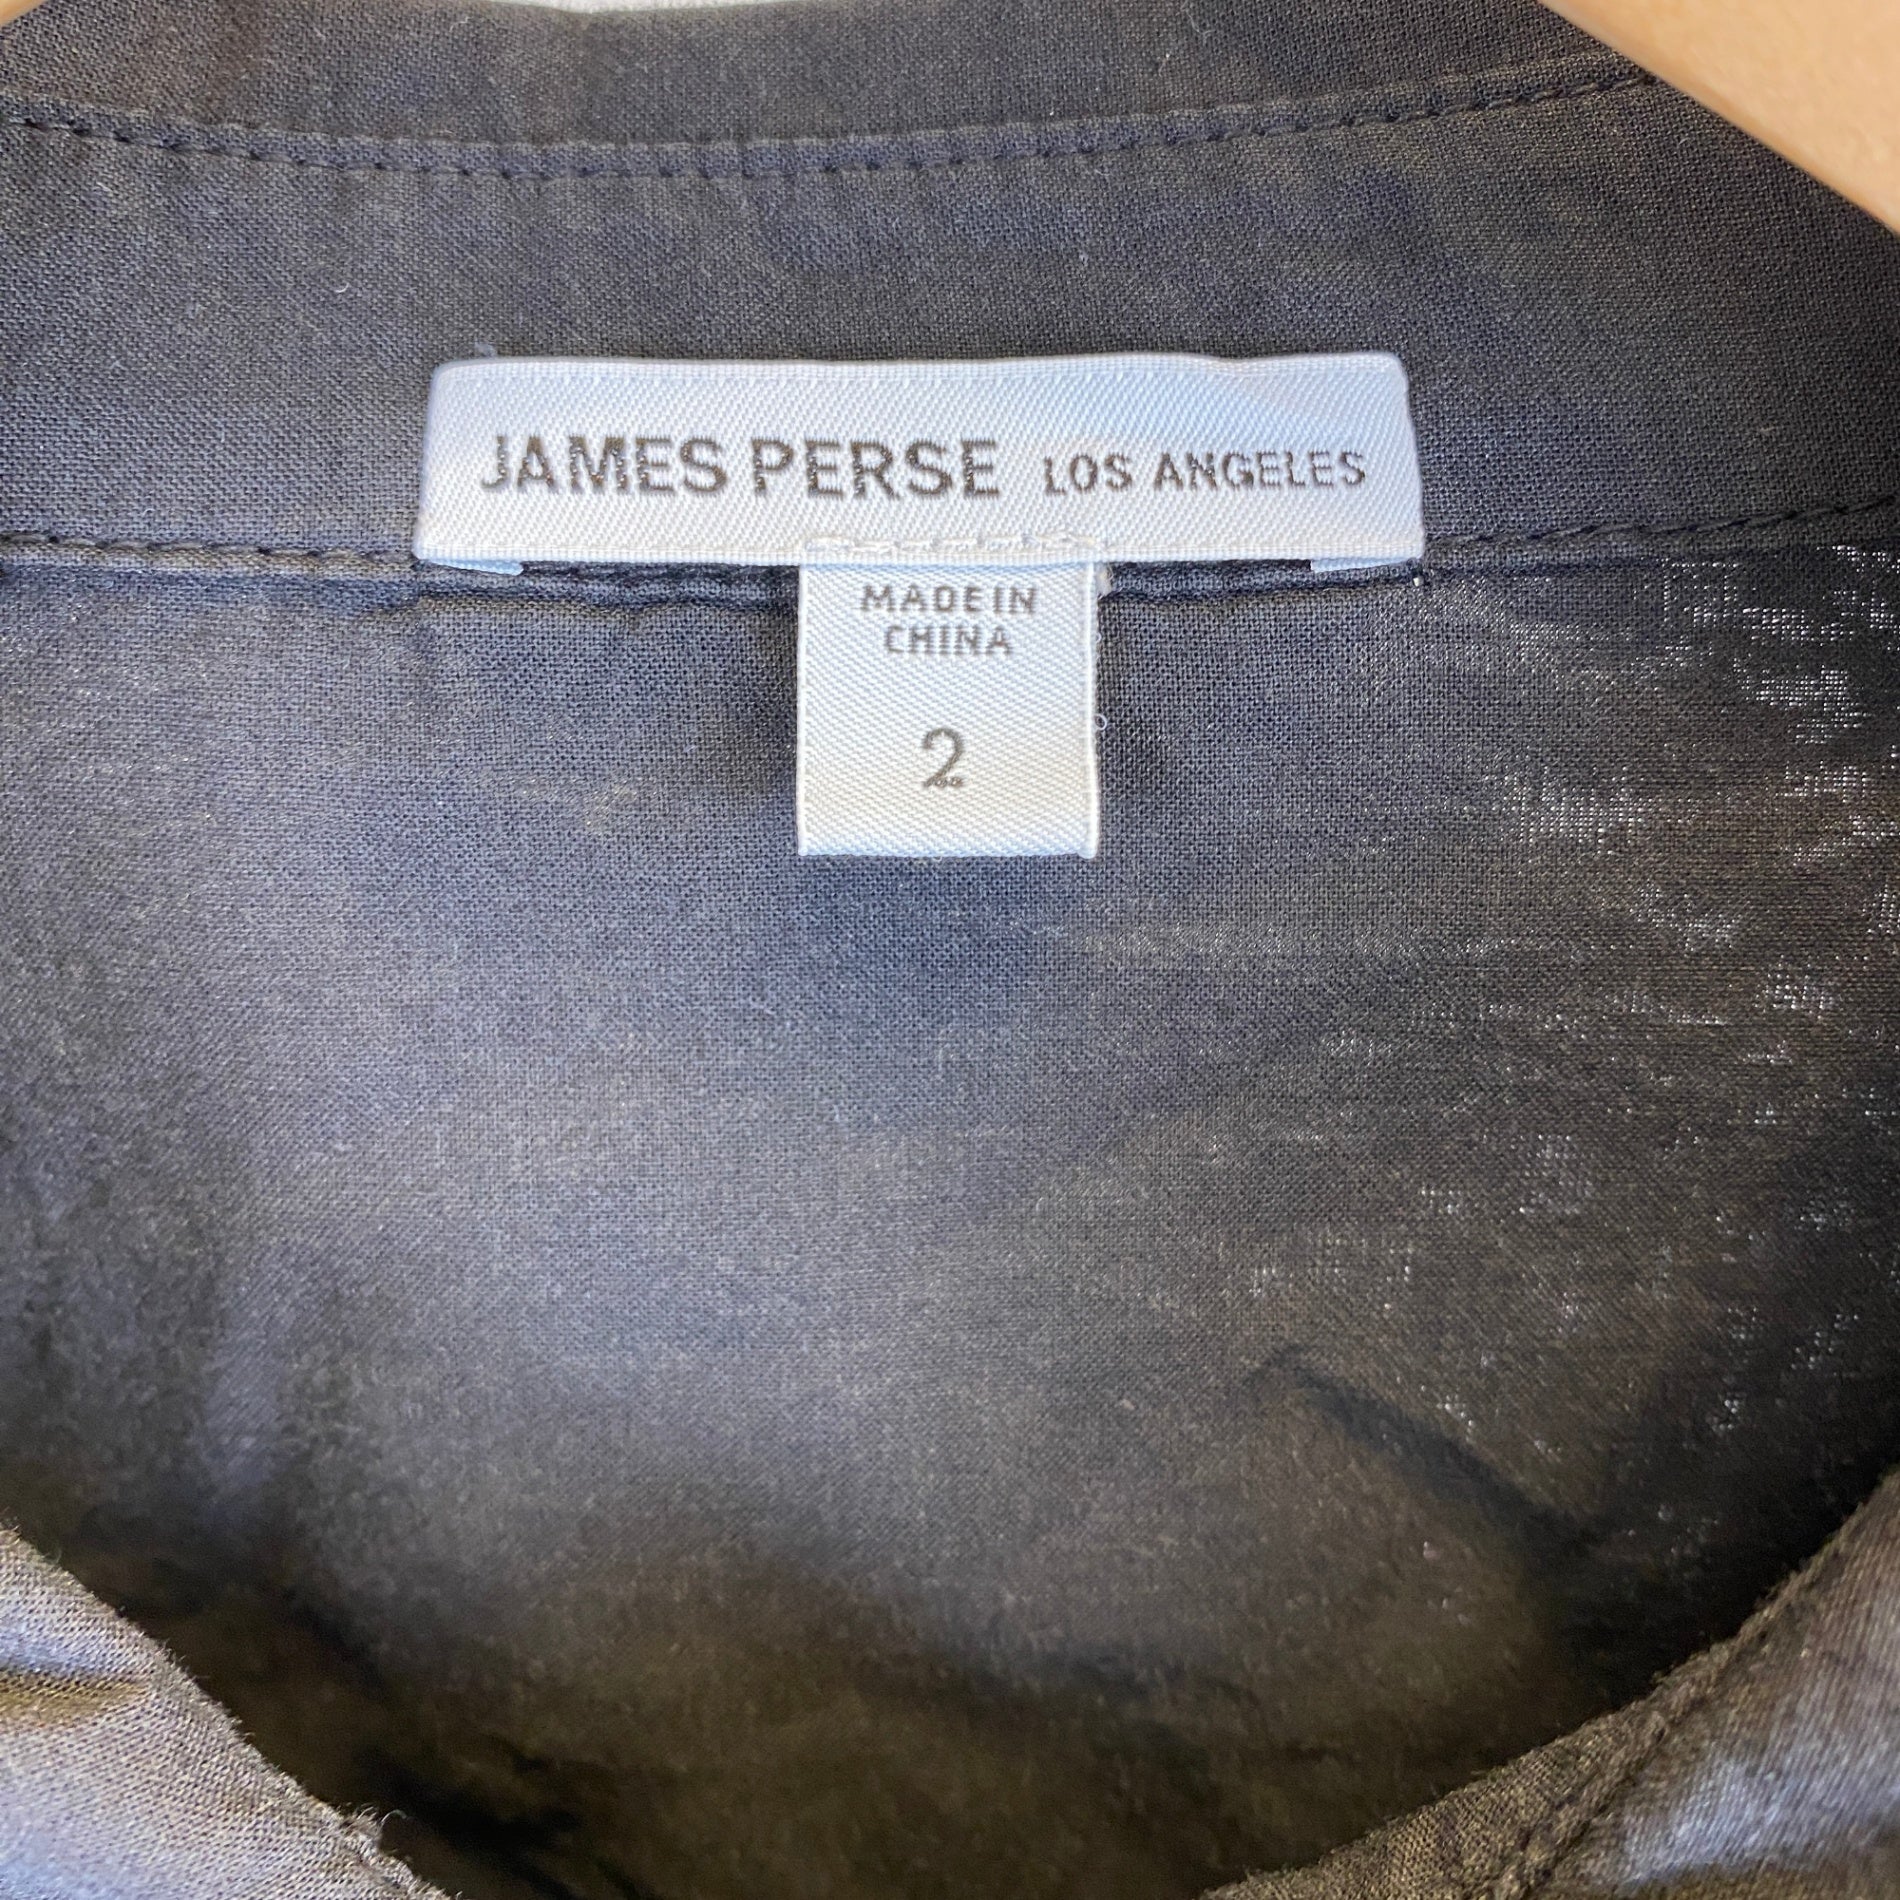 JAMES PERSE LOS ANGELES
MADE IN
CHINA
2